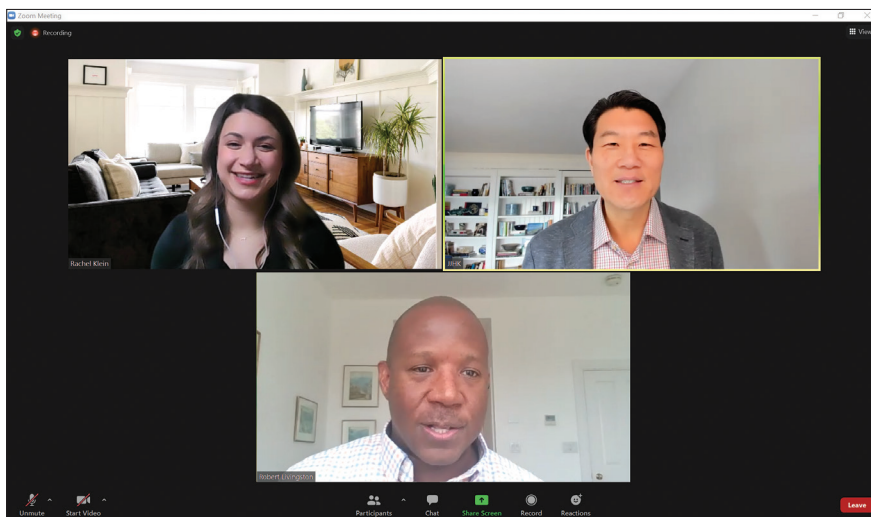 Zoom Meeting
Recording
View
Rachel Klein
Robert Livingston
Unmute
Start Video
Participants
Chat
Share Screen
Record
Reactions
Leave